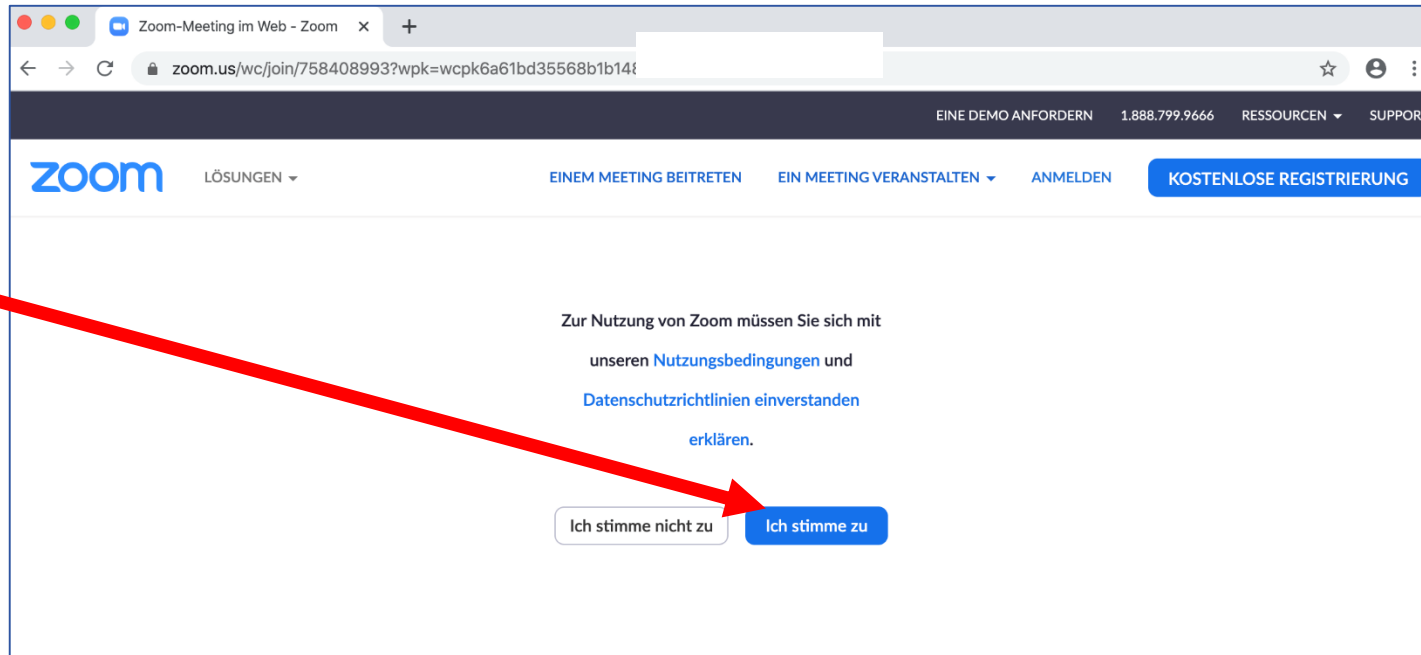 Zoom-Meeting im Web - Zoom
zoom.us/wc/join/758408993?wpk=wcpk6a61bd35568b1b148
EINE DEMO ANFORDERN 1.888.799.9666 RESSOURCEN SUPPOR
zoom LÖSUNGEN EINEM MEETING BEITRETEN EIN MEETING VERANSTALTEN ANMELDEN KOSTENLOSE REGISTRIERUNG
Zur Nutzung von Zoom müssen Sie sich mit
unseren Nutzungsbedingungen und
Datenschutzrichtlinien einverstanden
erklären.
Ich stimme nicht zu Ich stimme zu